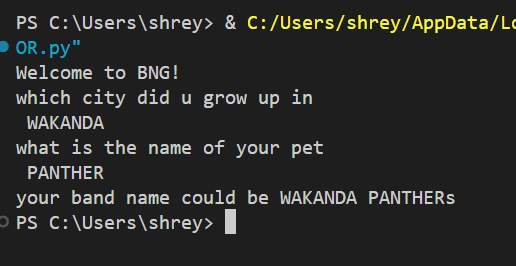 PS C:\Users\shrey> & C:/Users/shrey/AppData/Lo
OR.py"
Welcome to BNG!
which city did u grow up in
 WAKANDA
what is the name of your pet
 PANTHER
your band name could be WAKANDA PANTHERs
PS C:\Users\shrey>